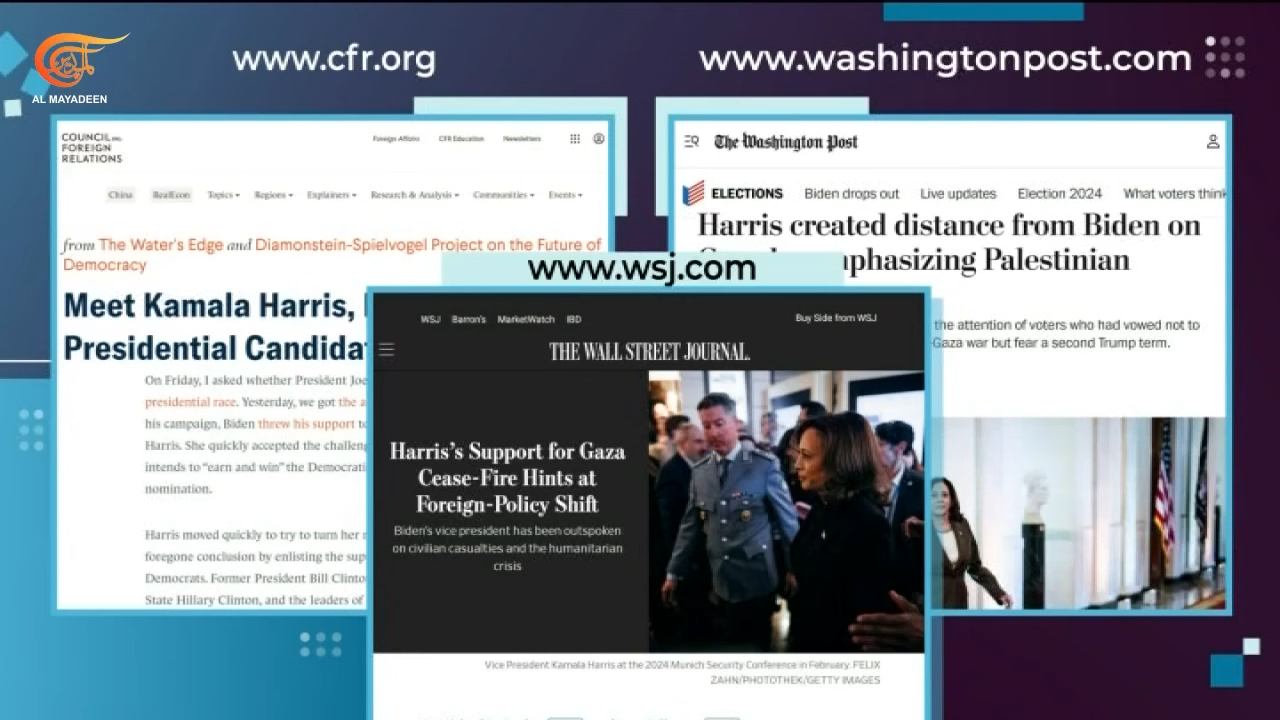 AL MAYADEEN
www.cfr.org
COUNCIL on
FOREIGN
RELATIONS
Foreign Affairs CFR Education Newsletters
China RealEcon Topics Regions Explainers Research & Analysis Communities Events
from The Water's Edge and Diamonstein-Spielvogel Project on the Future of
Democracy
Meet Kamala Harris,
Presidential Candida
On Friday, I asked whether President Joe
presidential race. Yesterday, we got the a
his campaign, Biden threw his support to
Harris. She quickly accepted the challen
intends to “earn and win” the Democrati
nomination.
Harris moved quickly to try to turn her
foregone conclusion by enlisting the sup
Democrats. Former President Bill Clinto
State Hillary Clinton, and the leaders of
www.washingtonpost.com
The Washington Post
ELECTIONS Biden drops out Live updates Election 2024 What voters think
Harris created distance from Biden on
mphasizing Palestinian
the attention of voters who had vowed not to
Gaza war but fear a second Trump term.
www.wsj.com
WSJ Barron's MarketWatch IBD Buy Side from WSJ
THE WALL STREET JOURNAL.
Harris's Support for Gaza
Cease-Fire Hints at
Foreign-Policy Shift
Biden's vice president has been outspoken
on civilian casualties and the humanitarian
crisis
Vice President Kamala Harris at the 2024 Munich Security Conference in February. FELIX
ZAHN/PHOTOTHEK/GETTY IMAGES